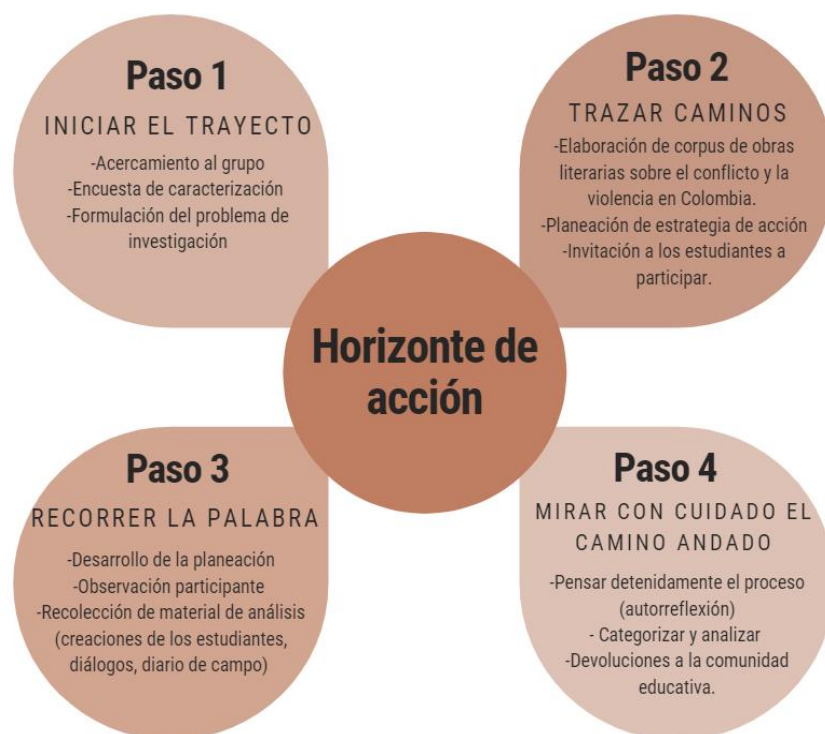 Paso 1
INICIAR EL TRAYECTO
-Acercamiento al grupo
-Encuesta de caracterización
-Formulación del problema de
investigación
Paso 2
TRAZAR CAMINOS
-Elaboración de corpus de obras
literarias sobre el conflicto y la
violencia en Colombia.
-Planeación de estrategia de acción
-Invitación a los estudiantes a
participar.
Horizonte de
acción
Paso 3
RECORRER LA PALABRA
-Desarrollo de la planeación
-Observación participante
-Recolección de material de análisis
(creaciones de los estudiantes,
diálogos, diario de campo)
Paso 4
MIRAR CON CUIDADO EL
CAMINO ANDADO
-Pensar detenidamente el proceso
(autorreflexión)
- Categorizar y analizar
-Devoluciones a la comunidad
educativa.